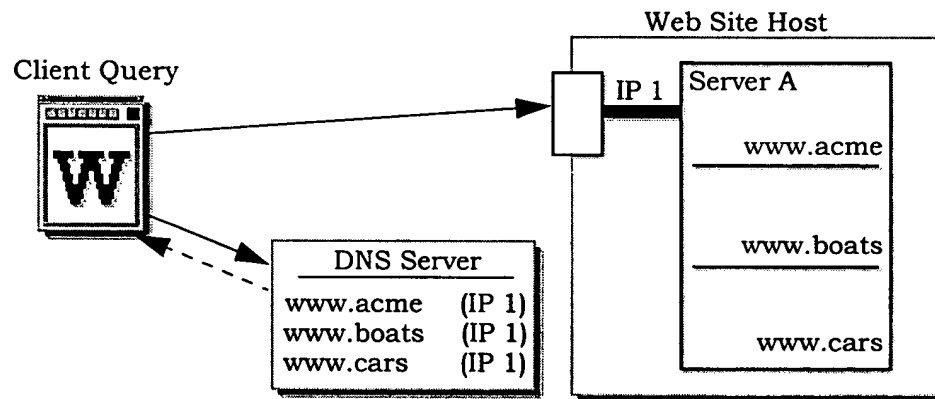 Web Site Host
Client Query
IP 1
Server A
W
www.acme
www.boats
www.cars
DNS Server
www.acme (IP 1)
www.boats (IP 1)
www.cars (IP 1)